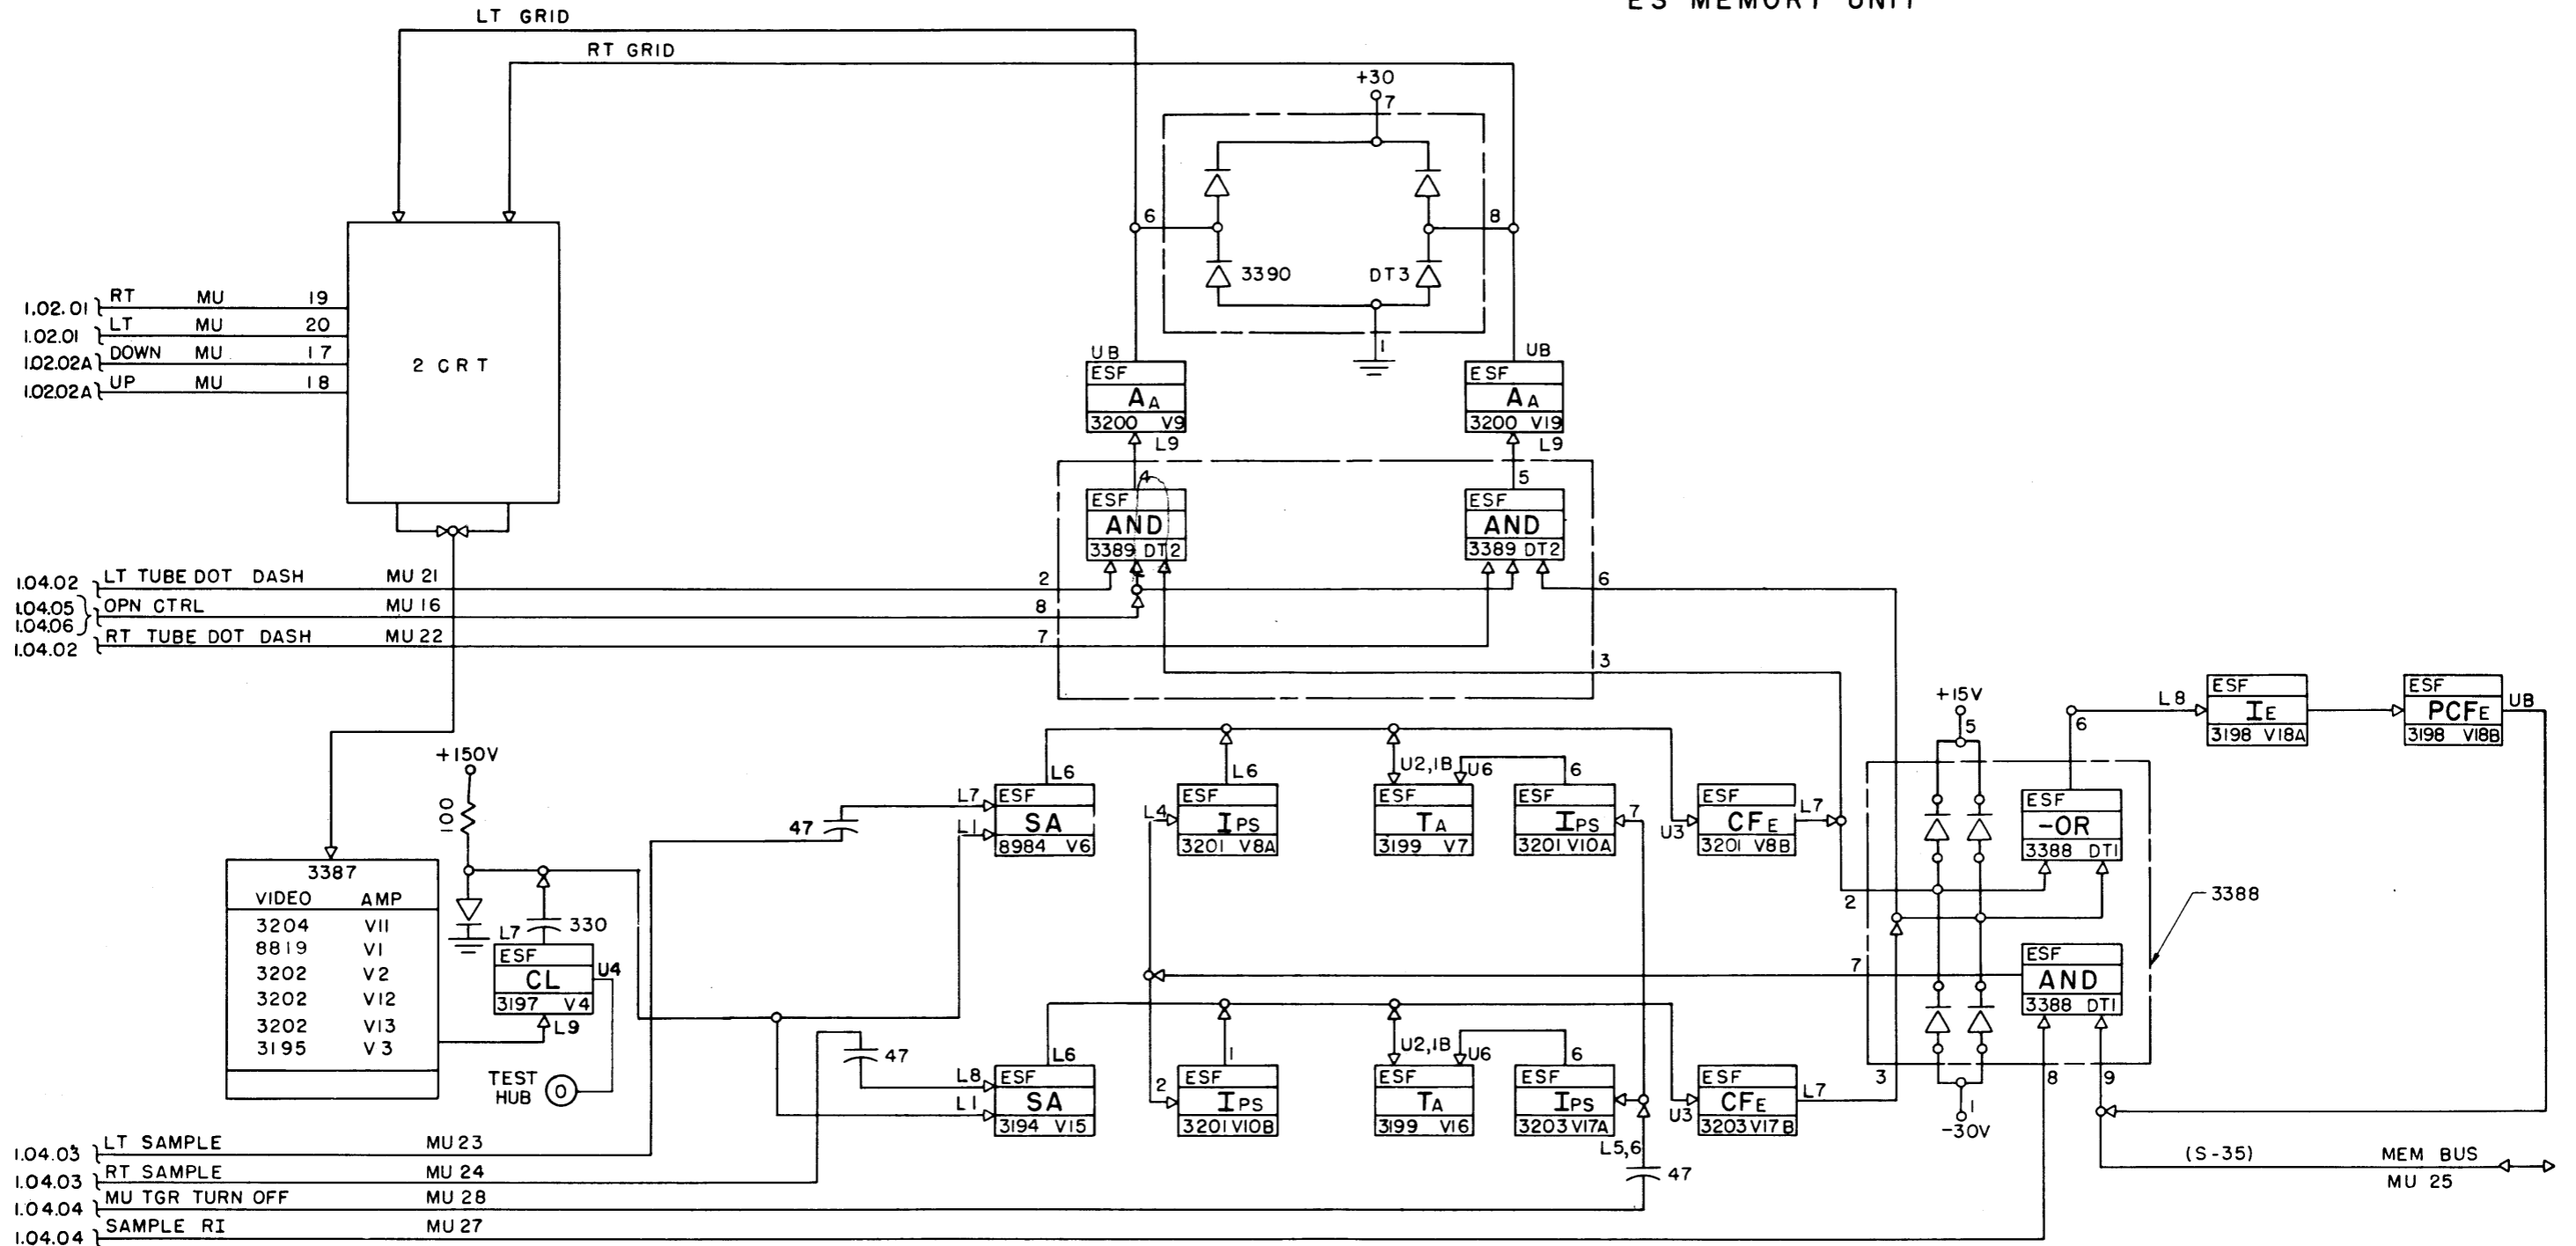 ES MEMORY UNIT
LT GRID
RT GRID
+30
7
6
8
3390
DT3
1
1.02.01 RT MU 19
1.02.01 LT MU 20
1.02.02A DOWN MU 17
1.02.02A UP MU 18
2 CRT
UB
ESF
AA
3200 V9
L9
UB
ESF
AA
3200 V19
L9
4
ESF
AND
3389 DT2
5
ESF
AND
3389 DT2
1.04.02 LT TUBE DOT DASH MU 21 2
1.04.05
1.04.06 OPN CTRL MU 16 8
1.04.02 RT TUBE DOT DASH MU 22 7
6
3
+150V
100
3387
VIDEO AMP
3204 V11
8819 V1
3202 V2
3202 V12
3202 V13
3195 V3
330
L7
ESF
CL
3197 V4
U4
L9
TEST
HUB
O
47
L7
L1
L6
ESF
SA
8984 V6
L4
L6
ESF
IPS
3201 V8A
U2,1B
U6
ESF
TA
3199 V7
6
ESF
IPS
3201 V10A
7
U3
ESF
CFE
3201 V8B
L7
+15V
5
6
ESF
-OR
3388 DT1
L8
ESF
IE
3198 V18A
ESF
PCFE
3198 V18B
UB
2
3388
7
ESF
AND
3388 DT1
47
L8
L1
L6
ESF
SA
3194 V15
2
1
ESF
IPS
3201 V10B
U2,1B
U6
ESF
TA
3199 V16
6
ESF
IPS
3203 V17A
L5,6
47
U3
ESF
CFE
3203 V17B
L7
3
1
-30V
8
9
(S-35) MEM BUS
MU 25
1.04.03 LT SAMPLE MU 23
1.04.03 RT SAMPLE MU 24
1.04.04 MU TGR TURN OFF MU 28
1.04.04 SAMPLE RI MU 27